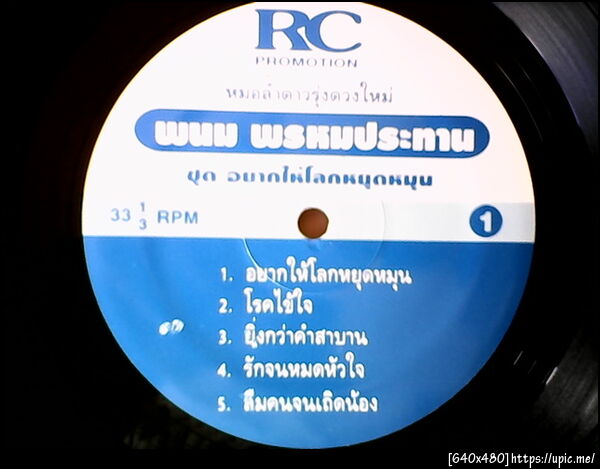 RC
PROMOTION
หมอลำดาวรุ่งดวงใหม่
พนม พรหมประทาน
ชุด อยากให้โลกหยุดหมุน
33 1/3 RPM
1
1. อยากให้โลกหยุดหมุน
2. โรคไข้ใจ
3. ยิ่งกว่าคำสาบาน
4. รักจนหมดหัวใจ
5. ลืมคนจนเถิดน้อง
[640x480]https://upic.me/